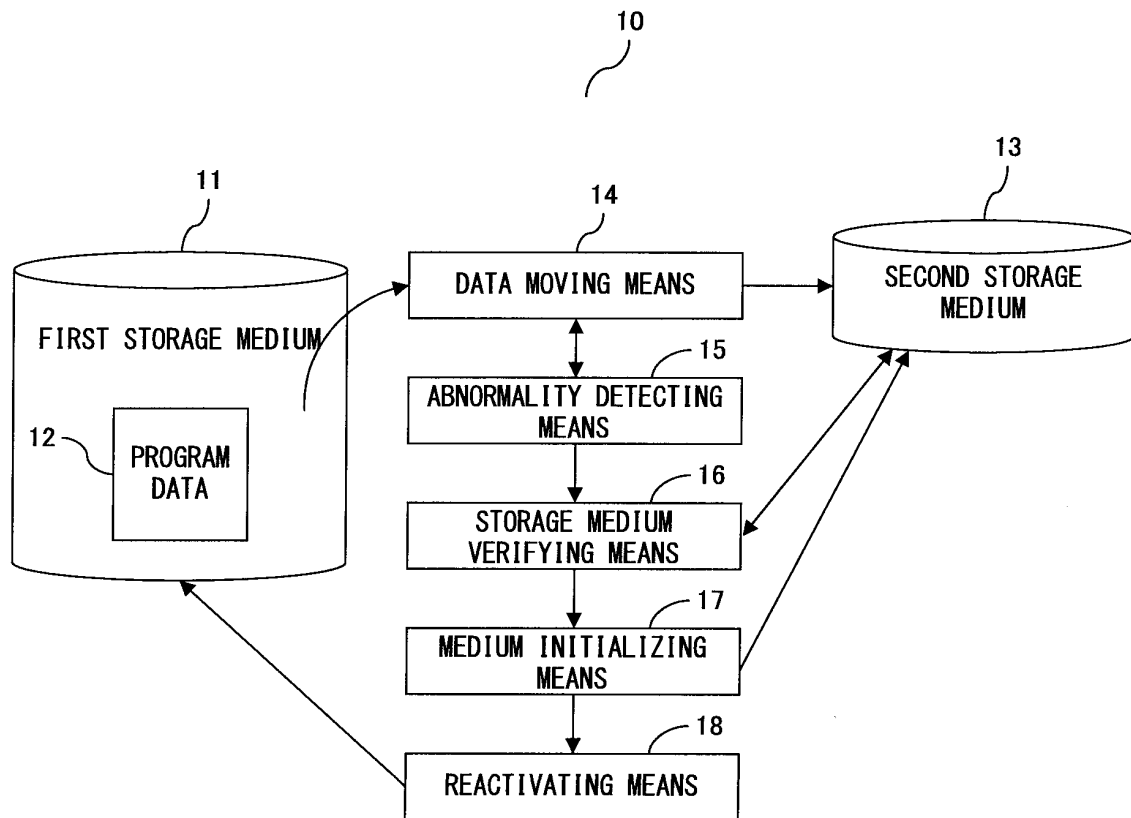 10
11
14
13
DATA MOVING MEANS
SECOND STORAGE
MEDIUM
FIRST STORAGE MEDIUM
15
ABNORMALITY DETECTING
MEANS
12
PROGRAM
DATA
16
STORAGE MEDIUM
VERIFYING MEANS
17
MEDIUM INITIALIZING
MEANS
18
REACTIVATING MEANS